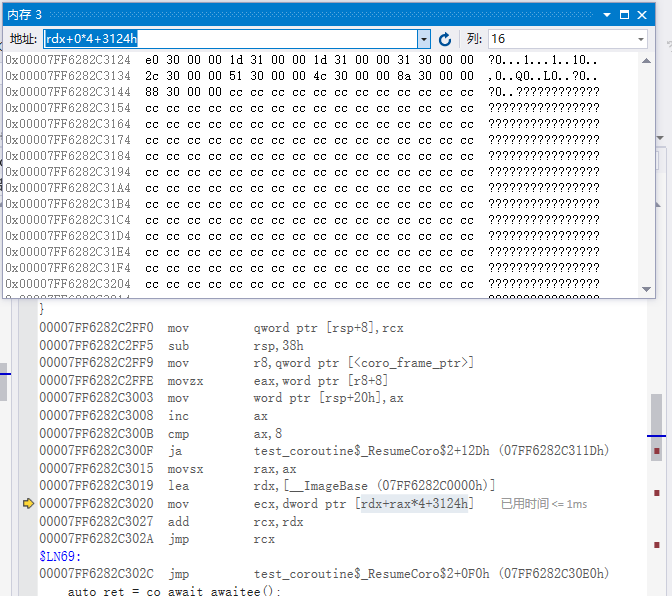 内存 3
地址: rdx+0*4+3124h 列: 16
0x00007FF6282C3124 e0 30 00 00 1d 31 00 00 1d 31 00 00 31 30 00 00 ?0...1...1..10..
0x00007FF6282C3134 2c 30 00 00 51 30 00 00 4c 30 00 00 8a 30 00 00 ,0..Q0..L0..?0..
0x00007FF6282C3144 88 30 00 00 cc cc cc cc cc cc cc cc cc cc cc cc ?0..????????????
0x00007FF6282C3154 cc cc cc cc cc cc cc cc cc cc cc cc cc cc cc cc ????????????????
0x00007FF6282C3164 cc cc cc cc cc cc cc cc cc cc cc cc cc cc cc cc ????????????????
0x00007FF6282C3174 cc cc cc cc cc cc cc cc cc cc cc cc cc cc cc cc ????????????????
0x00007FF6282C3184 cc cc cc cc cc cc cc cc cc cc cc cc cc cc cc cc ????????????????
0x00007FF6282C3194 cc cc cc cc cc cc cc cc cc cc cc cc cc cc cc cc ????????????????
0x00007FF6282C31A4 cc cc cc cc cc cc cc cc cc cc cc cc cc cc cc cc ????????????????
0x00007FF6282C31B4 cc cc cc cc cc cc cc cc cc cc cc cc cc cc cc cc ????????????????
0x00007FF6282C31C4 cc cc cc cc cc cc cc cc cc cc cc cc cc cc cc cc ????????????????
0x00007FF6282C31D4 cc cc cc cc cc cc cc cc cc cc cc cc cc cc cc cc ????????????????
0x00007FF6282C31E4 cc cc cc cc cc cc cc cc cc cc cc cc cc cc cc cc ????????????????
0x00007FF6282C31F4 cc cc cc cc cc cc cc cc cc cc cc cc cc cc cc cc ????????????????
0x00007FF6282C3204 cc cc cc cc cc cc cc cc cc cc cc cc cc cc cc cc ????????????????
}
00007FF6282C2FF0 mov qword ptr [rsp+8],rcx
00007FF6282C2FF5 sub rsp,38h
00007FF6282C2FF9 mov r8,qword ptr [<coro_frame_ptr>]
00007FF6282C2FFE movzx eax,word ptr [r8+8]
00007FF6282C3003 mov word ptr [rsp+20h],ax
00007FF6282C3008 inc ax
00007FF6282C300B cmp ax,8
00007FF6282C300F ja test_coroutine$_ResumeCoro$2+12Dh (07FF6282C311Dh)
00007FF6282C3015 movsx rax,ax
00007FF6282C3019 lea rdx,[__ImageBase (07FF6282C0000h)]
00007FF6282C3020 mov ecx,dword ptr [rdx+rax*4+3124h] 已用时间 <= 1ms
00007FF6282C3027 add rcx,rdx
00007FF6282C302A jmp rcx
$LN69:
00007FF6282C302C jmp test_coroutine$_ResumeCoro$2+0F0h (07FF6282C30E0h)
auto ret = co_await awaitee();